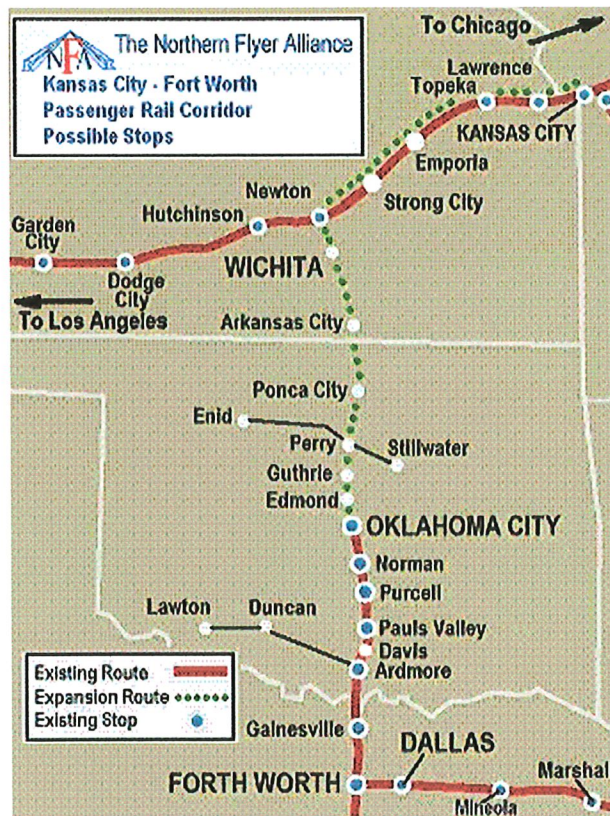 NFA The Northern Flyer Alliance
Kansas City - Fort Worth
Passenger Rail Corridor
Possible Stops
To Chicago
Lawrence
Topeka
KANSAS CITY
Emporia
Strong City
Newton
Hutchinson
Garden
City
Dodge
City
WICHITA
To Los Angeles
Arkansas City
Ponca City
Enid
Perry
Stillwater
Guthrie
Edmond
OKLAHOMA CITY
Norman
Purcell
Lawton
Duncan
Pauls Valley
Davis
Ardmore
Existing Route
Expansion Route
Existing Stop
Gainesville
DALLAS
FORTH WORTH
Mineola
Marshal